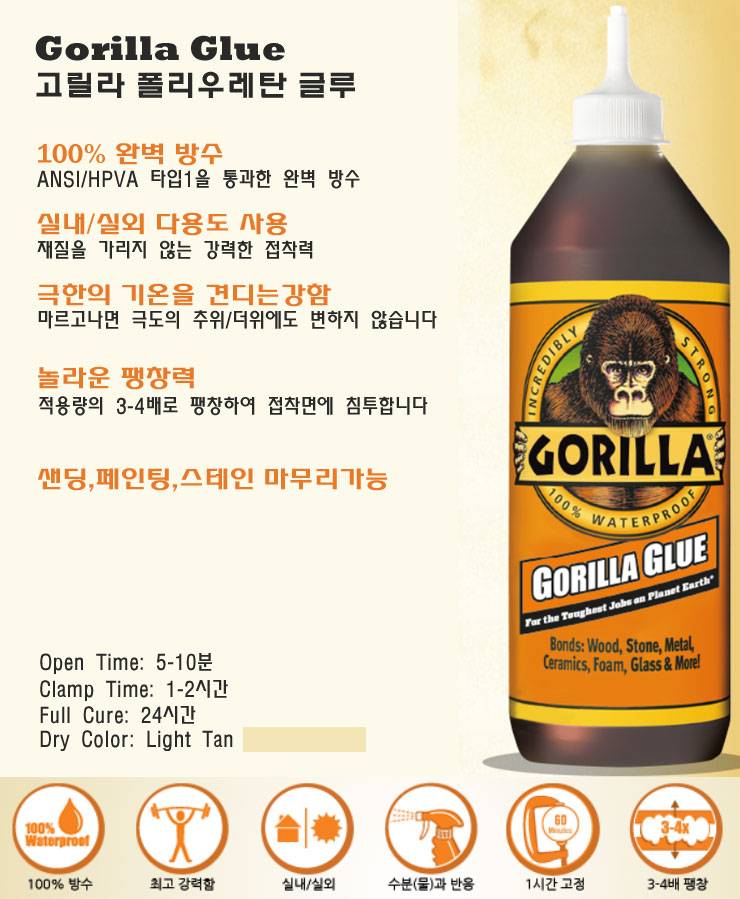 Gorilla Glue
고릴라 폴리우레탄 글루
100% 완벽 방수
ANSI/HPVA 타입1을 통과한 완벽 방수
실내/실외 다용도 사용
재질을 가리지 않는 강력한 접착력
극한의 기온을 견디는강함
마르고나면 극도의 추위/더위에도 변하지 않습니다
놀라운 팽창력
적용량의 3-4배로 팽창하여 접착면에 침투합니다
샌딩,페인팅,스테인 마무리가능
Open Time: 5-10분
Clamp Time: 1-2시간
Full Cure: 24시간
Dry Color: Light Tan
INCREDIBLY STRONG
GORILLA®
100% WATERPROOF
GORILLA GLUE
For the Toughest Jobs on Planet Earth®
Bonds: Wood, Stone, Metal,
Ceramics, Foam, Glass & More!
100%
Waterproof
60
Minutes
3-4x
100% 방수
최고 강력함
실내/실외
수분(물)과 반응
1시간 고정
3-4배 팽창